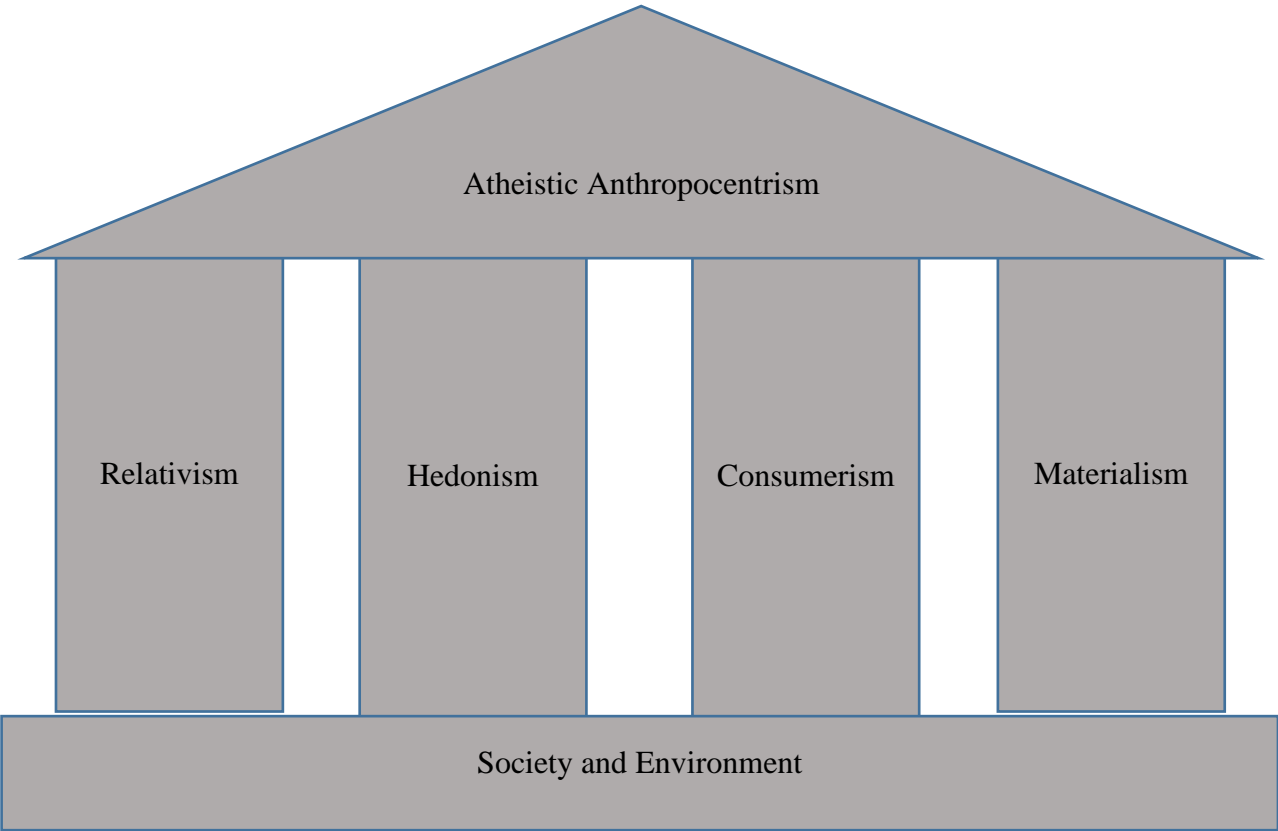 Atheistic Anthropocentrism
Relativism
Hedonism
Consumerism
Materialism
Society and Environment